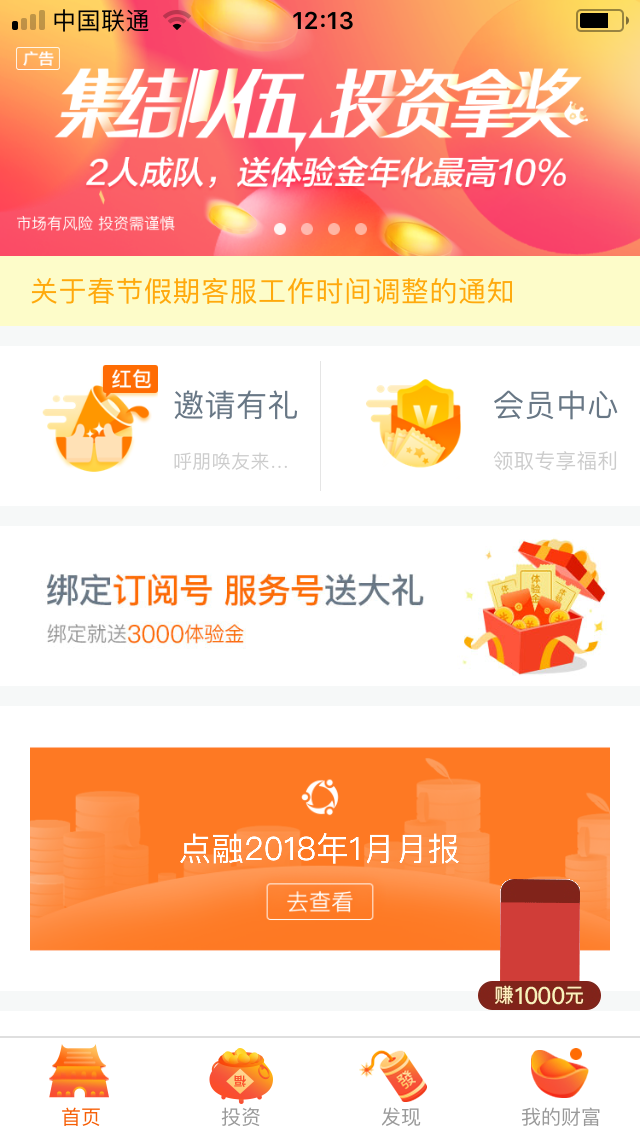 中国联通 12:13
广告
集结队伍，投资拿奖
2人成队，送体验金年化最高10%
市场有风险 投资需谨慎
关于春节假期客服工作时间调整的通知
红包
邀请有礼
呼朋唤友来...
会员中心
领取专享福利
绑定订阅号 服务号送大礼
绑定就送3000体验金
体验金
点融2018年1月月报
去查看
赚1000元
福
發
首页
投资
发现
我的财富